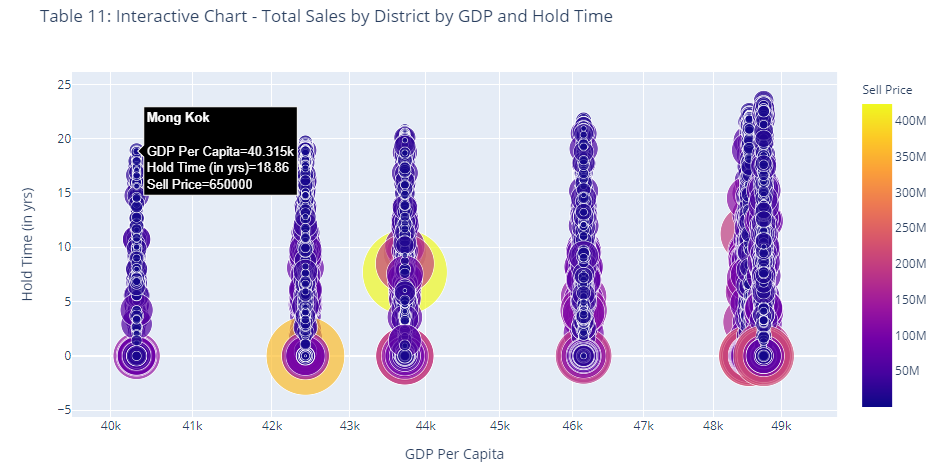 Table 11: Interactive Chart - Total Sales by District by GDP and Hold Time
Sell Price
25
20
15
10
5
0
−5
Hold Time (in yrs)
Mong Kok
GDP Per Capita=40.315k
Hold Time (in yrs)=18.86
Sell Price=650000
400M
350M
300M
250M
200M
150M
100M
50M
40k
41k
42k
43k
44k
45k
46k
47k
48k
49k
GDP Per Capita